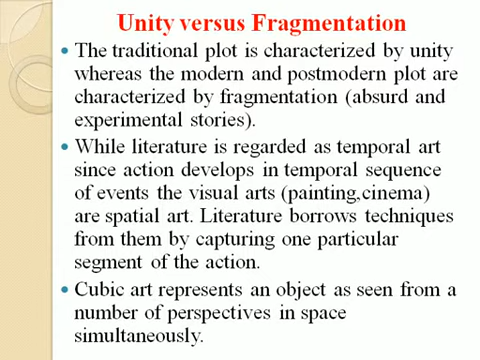 Unity versus Fragmentation
The traditional plot is characterized by unity
whereas the modern and postmodern plot are
characterized by fragmentation (absurd and
experimental stories).
While literature is regarded as temporal art
since action develops in temporal sequence
of events the visual arts (painting,cinema)
are spatial art. Literature borrows techniques
from them by capturing one particular
segment of the action.
Cubic art represents an object as seen from a
number of perspectives in space
simultaneously.